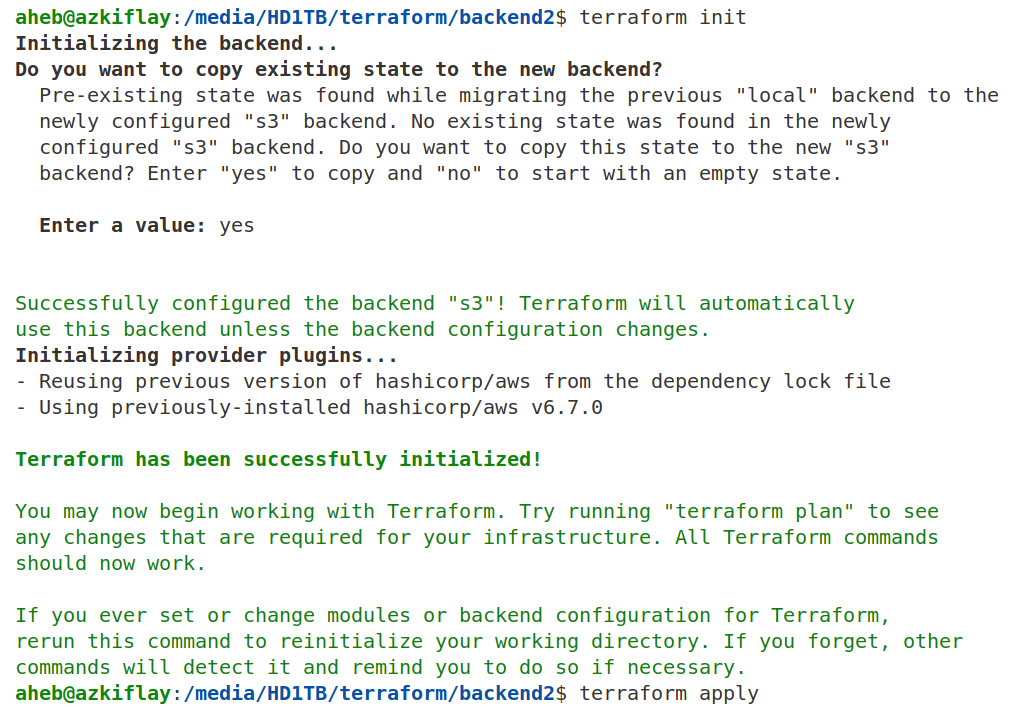 aheb@azkiflay:/media/HD1TB/terraform/backend2$ terraform init
Initializing the backend...
Do you want to copy existing state to the new backend?
Pre-existing state was found while migrating the previous "local" backend to the
newly configured "s3" backend. No existing state was found in the newly
configured "s3" backend. Do you want to copy this state to the new "s3"
backend? Enter "yes" to copy and "no" to start with an empty state.
Enter a value: yes
Successfully configured the backend "s3"! Terraform will automatically
use this backend unless the backend configuration changes.
Initializing provider plugins...
- Reusing previous version of hashicorp/aws from the dependency lock file
- Using previously-installed hashicorp/aws v6.7.0
Terraform has been successfully initialized!
You may now begin working with Terraform. Try running "terraform plan" to see
any changes that are required for your infrastructure. All Terraform commands
should now work.
If you ever set or change modules or backend configuration for Terraform,
rerun this command to reinitialize your working directory. If you forget, other
commands will detect it and remind you to do so if necessary.
aheb@azkiflay:/media/HD1TB/terraform/backend2$ terraform apply